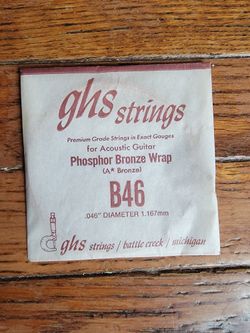 ghs strings
Premium Grade Strings in Exact Gauges
for Acoustic Guitar
Phosphor Bronze Wrap
(A* Bronze)
B46
.046" DIAMETER 1.167mm
ghs strings / battle creek / michigan